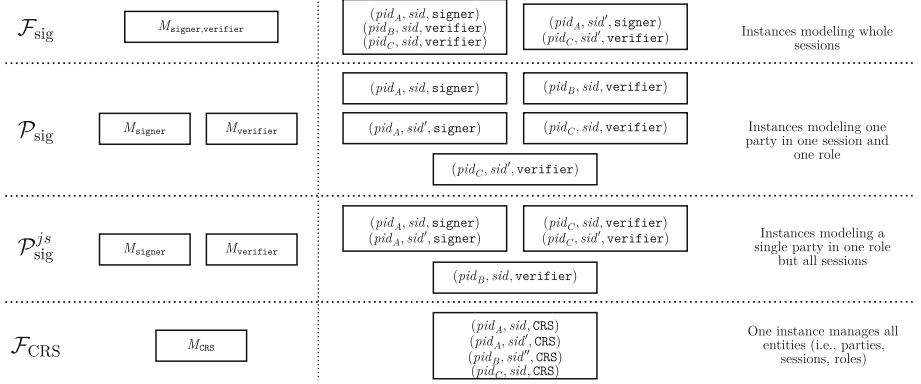 F_sig M_signer,verifier (pid_A, sid, signer) (pid_A, sid′, signer)
(pid_B, sid, verifier) (pid_C, sid′, verifier)
(pid_C, sid, verifier)
Instances modeling whole
sessions
P_sig M_signer M_verifier (pid_A, sid, signer) (pid_B, sid, verifier)
(pid_A, sid′, signer) (pid_C, sid, verifier)
(pid_C, sid′, verifier)
Instances modeling one
party in one session and
one role
P_sig^js M_signer M_verifier (pid_A, sid, signer) (pid_C, sid, verifier)
(pid_A, sid′, signer) (pid_C, sid′, verifier)
(pid_B, sid, verifier)
Instances modeling a
single party in one role
but all sessions
F_CRS M_CRS (pid_A, sid, CRS)
(pid_A, sid′, CRS)
(pid_B, sid″, CRS)
(pid_C, sid, CRS)
One instance manages all
entities (i.e., parties,
sessions, roles)